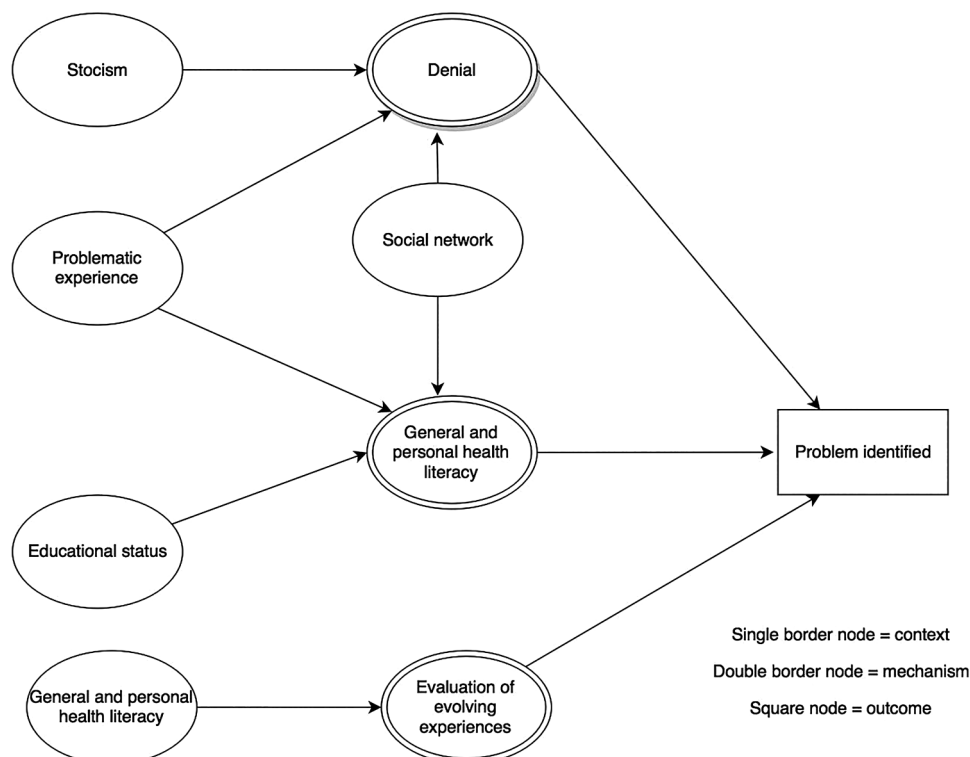 Stocism
Denial
Problematic
experience
Social network
General and
personal health
literacy
Problem identified
Educational status
General and personal
health literacy
Evaluation of
evolving
experiences
Single border node = context
Double border node = mechanism
Square node = outcome